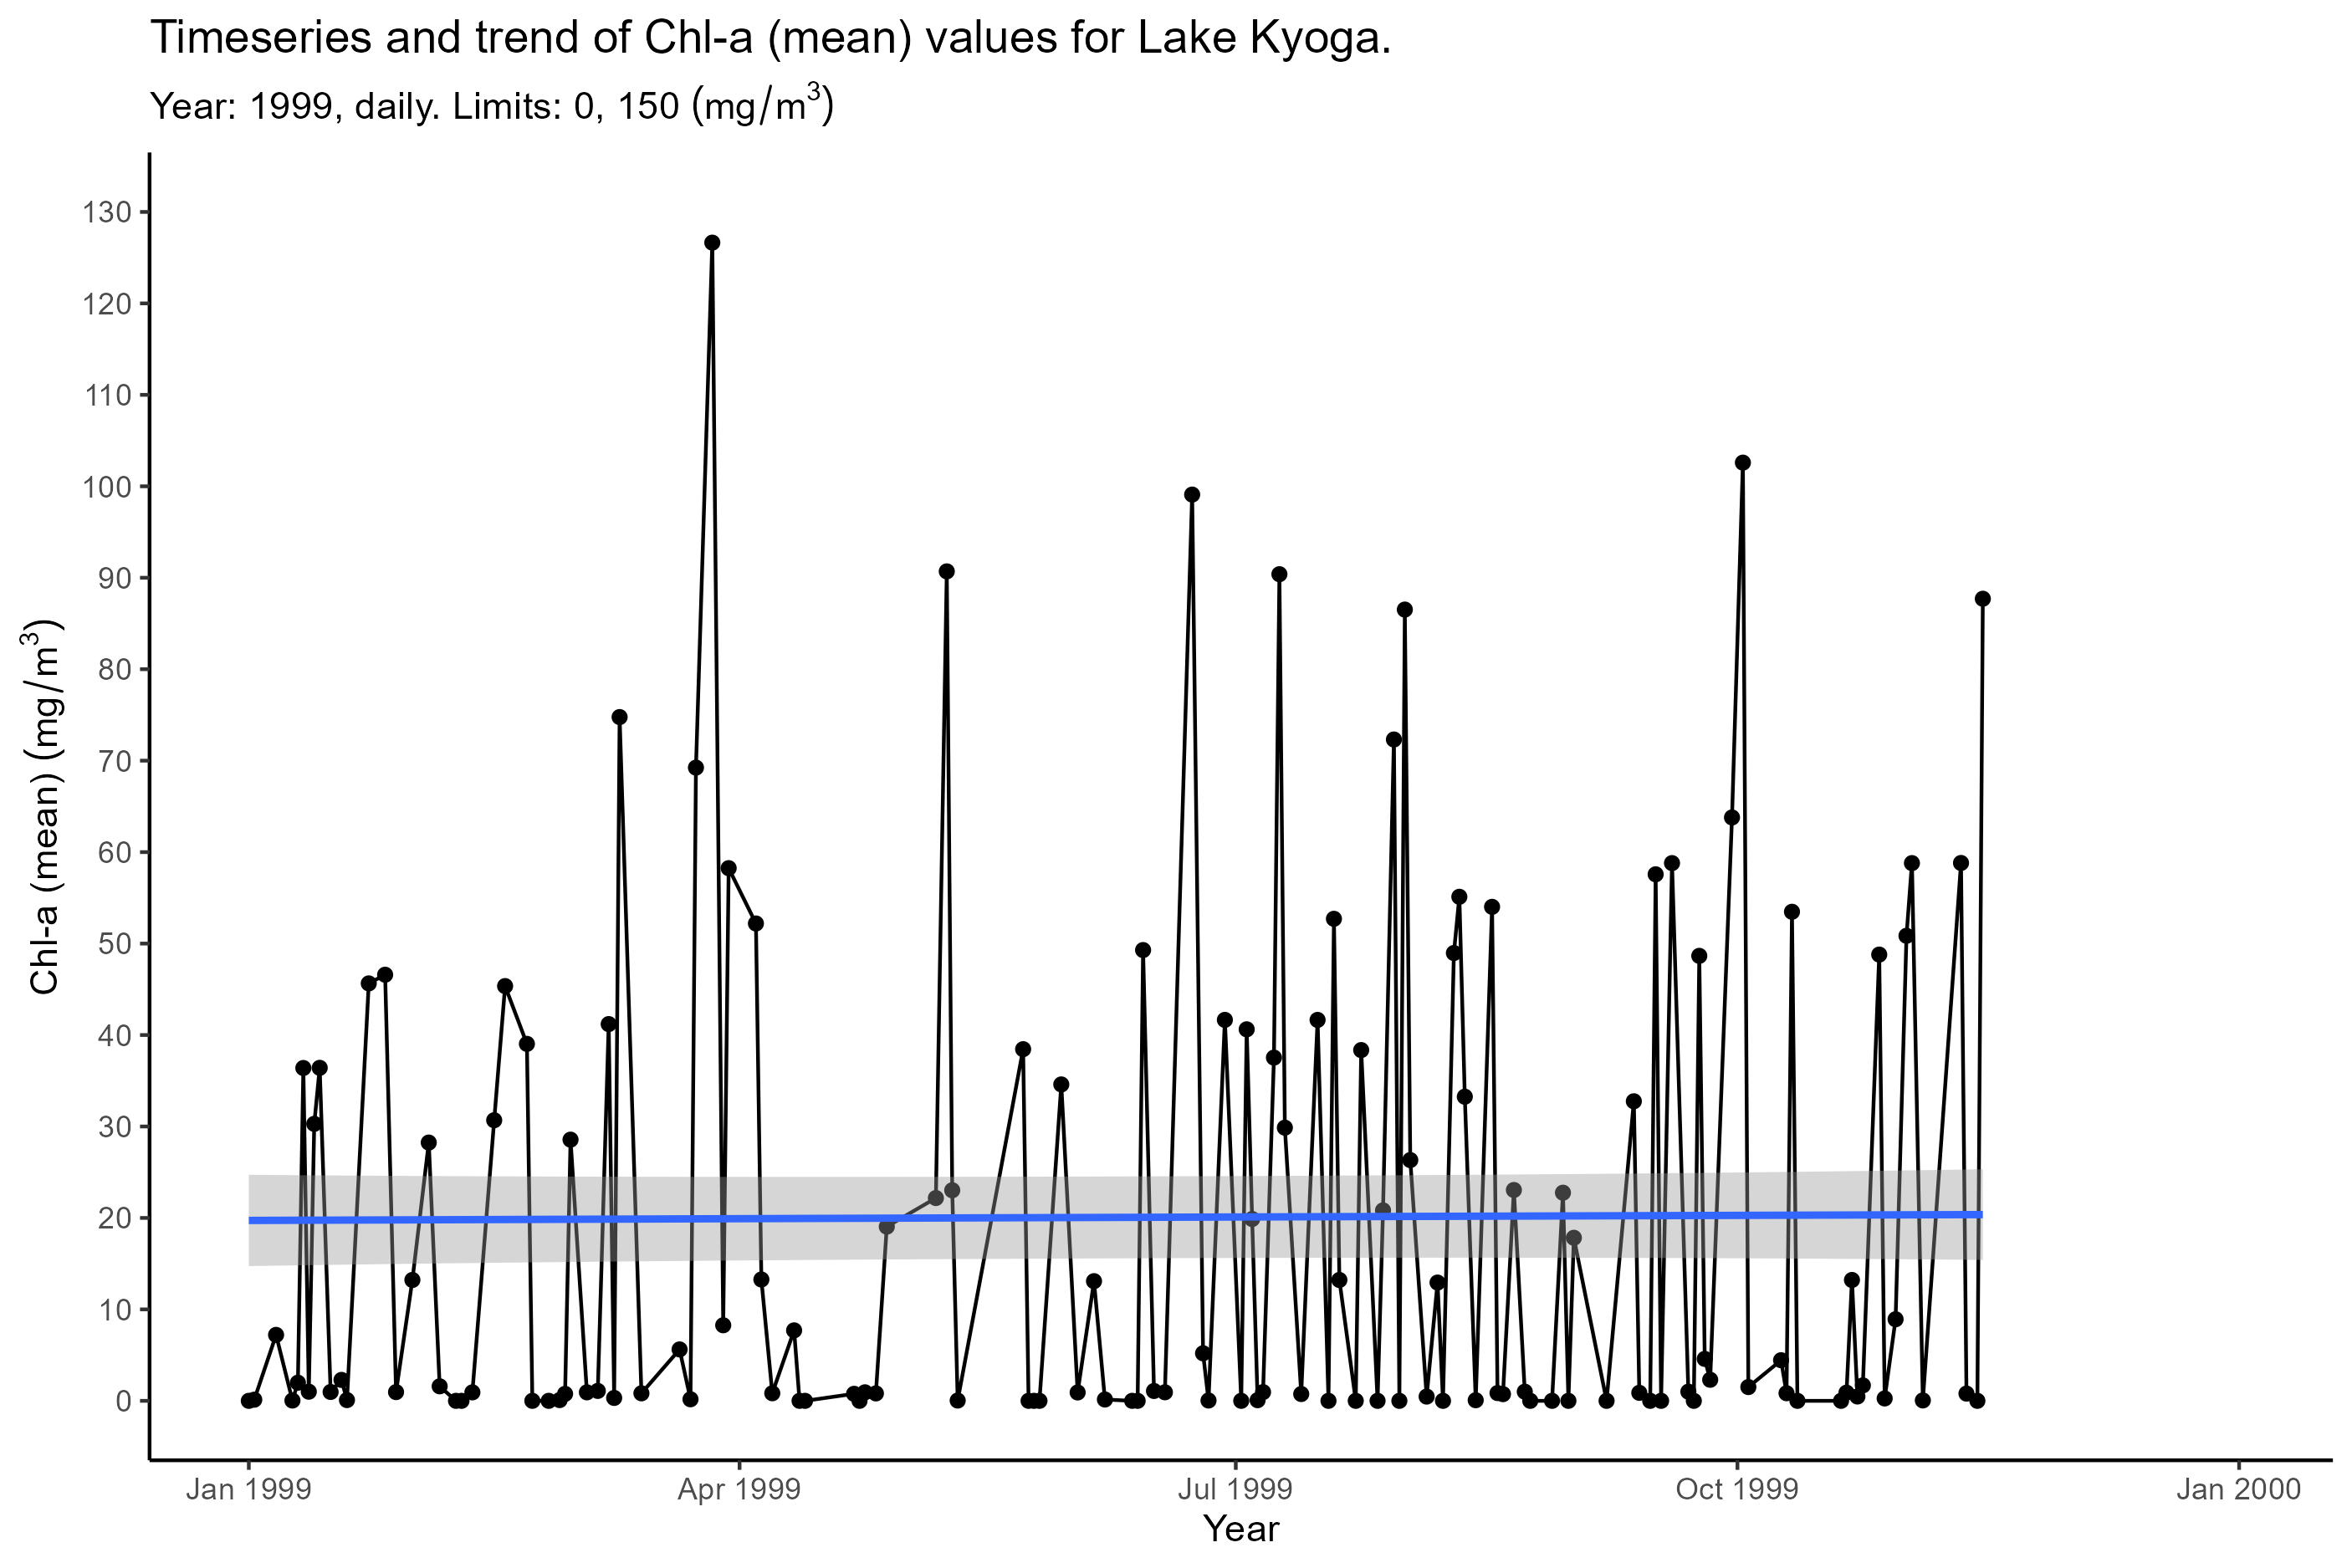 Timeseries and trend of Chl-a (mean) values for Lake Kyoga.
Year: 1999, daily. Limits: 0, 150 (mg/m³)
Chl-a (mean) (mg/m³)
130
120
110
100
90
80
70
60
50
40
30
20
10
0
Jan 1999 Apr 1999 Jul 1999 Oct 1999 Jan 2000
Year